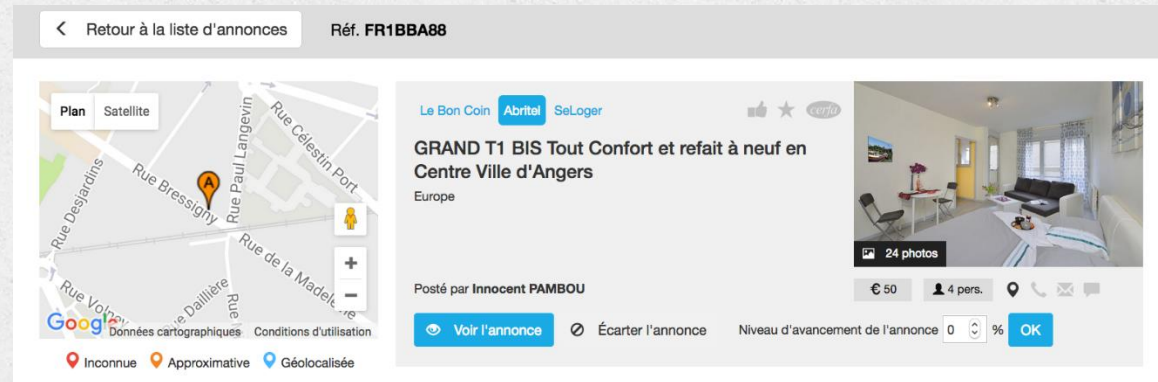 Retour à la liste d'annonces
Réf. FR1BBA88
Plan
Satellite
Rue Paul Langevin
Rue Célestin Port
Rue Desjardins
Rue Bressigny
A
Rue de la Madele
Rue Volney
Rue Daillière
Google
Données cartographiques
Conditions d'utilisation
Inconnue
Approximative
Géolocalisée
Le Bon Coin
Abritel
SeLoger
cerfa
GRAND T1 BIS Tout Confort et refait à neuf en
Centre Ville d'Angers
Europe
24 photos
Posté par Innocent PAMBOU
€ 50
4 pers.
Voir l'annonce
Écarter l'annonce
Niveau d'avancement de l'annonce 0 % OK